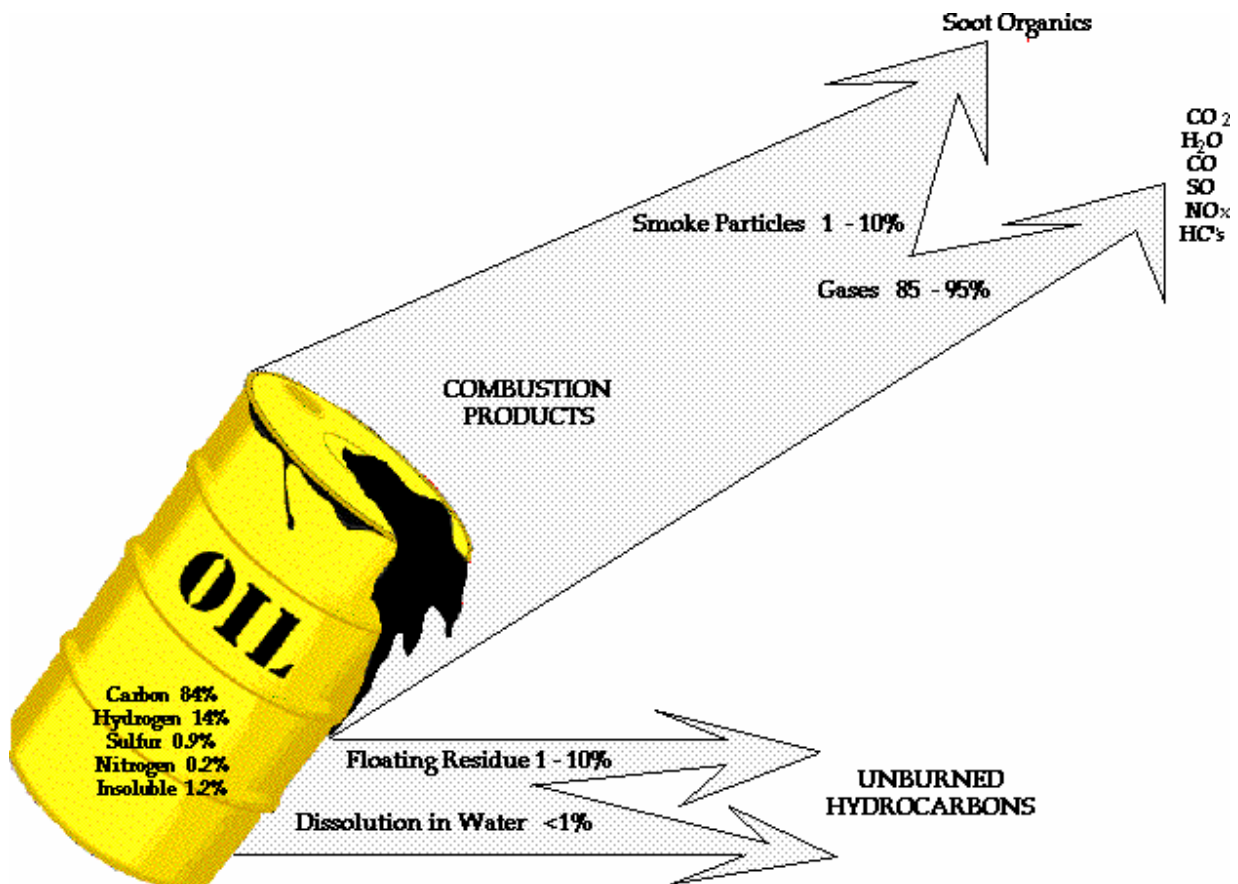 Soot Organics
CO 2
H2O
CO
SO
NOx
HC's
Smoke Particles 1 - 10%
Gases 85 - 95%
COMBUSTION
PRODUCTS
OIL
Carbon 84%
Hydrogen 14%
Sulfur 0.9%
Nitrogen 0.2%
Insoluble 1.2%
Floating Residue 1 - 10%
Dissolution in Water <1%
UNBURNED
HYDROCARBONS